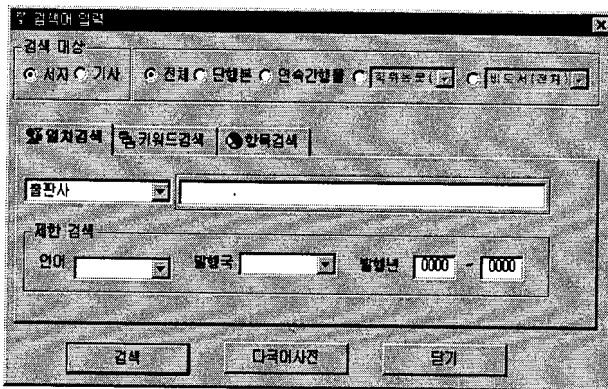 검색어 입력
검색 대상
서지 기사 전체 단행본 연속간행물 학위논문( 비도서(전체)
일치검색 키워드검색 항목검색
출판사
제한 검색
언어 발행국 발행년 0000 - 0000
검색 다국어사전 닫기